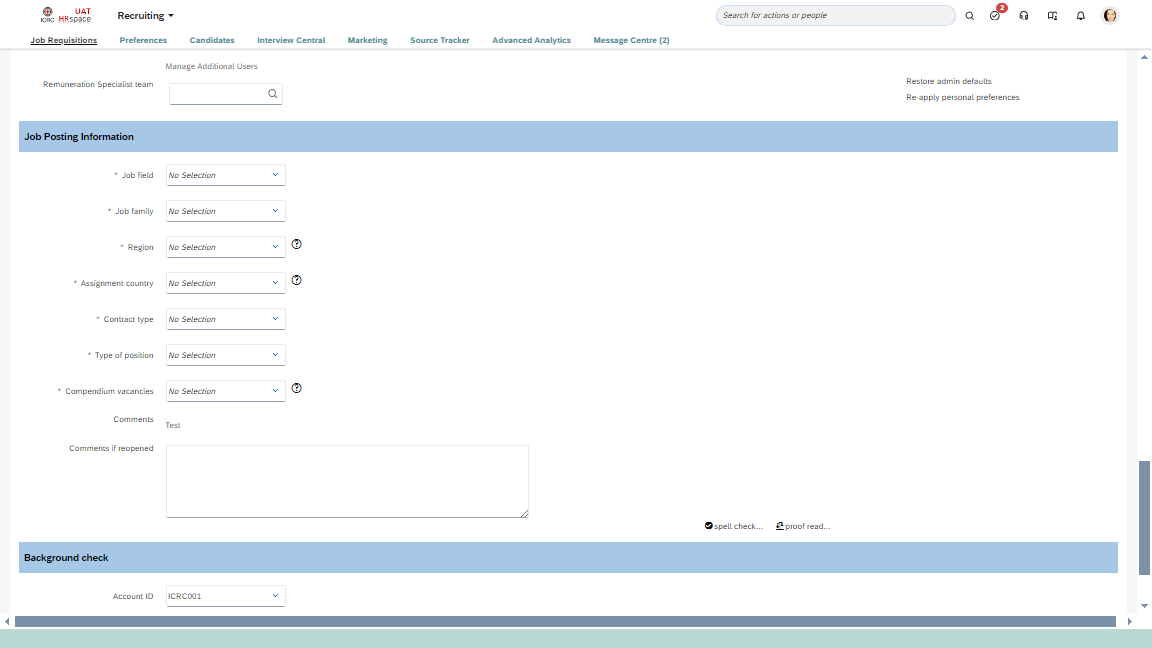 ICRC
UAT
HRspace
Recruiting
Search for actions or people
2
Job Requisitions
Preferences
Candidates
Interview Central
Marketing
Source Tracker
Advanced Analytics
Message Centre (2)
Manage Additional Users
Remuneration Specialist team
Restore admin defaults
Re-apply personal preferences
Job Posting Information
* Job field No Selection
* Job family No Selection
* Region No Selection ?
* Assignment country No Selection ?
* Contract type No Selection
* Type of position No Selection
* Compendium vacancies No Selection ?
Comments Test
Comments if reopened
spell check... proof read...
Background check
Account ID ICRC001